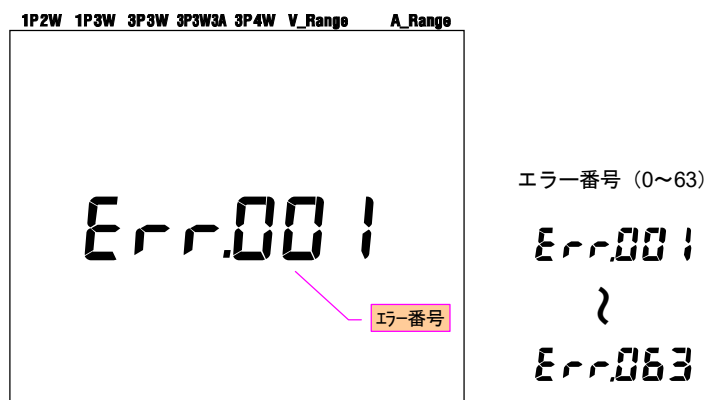 1P2W 1P3W 3P3W 3P3W3A 3P4W V_Range A_Range
Err.001
ｴﾗｰ番号
エラー番号（0～63）
Err.001
～
Err.063